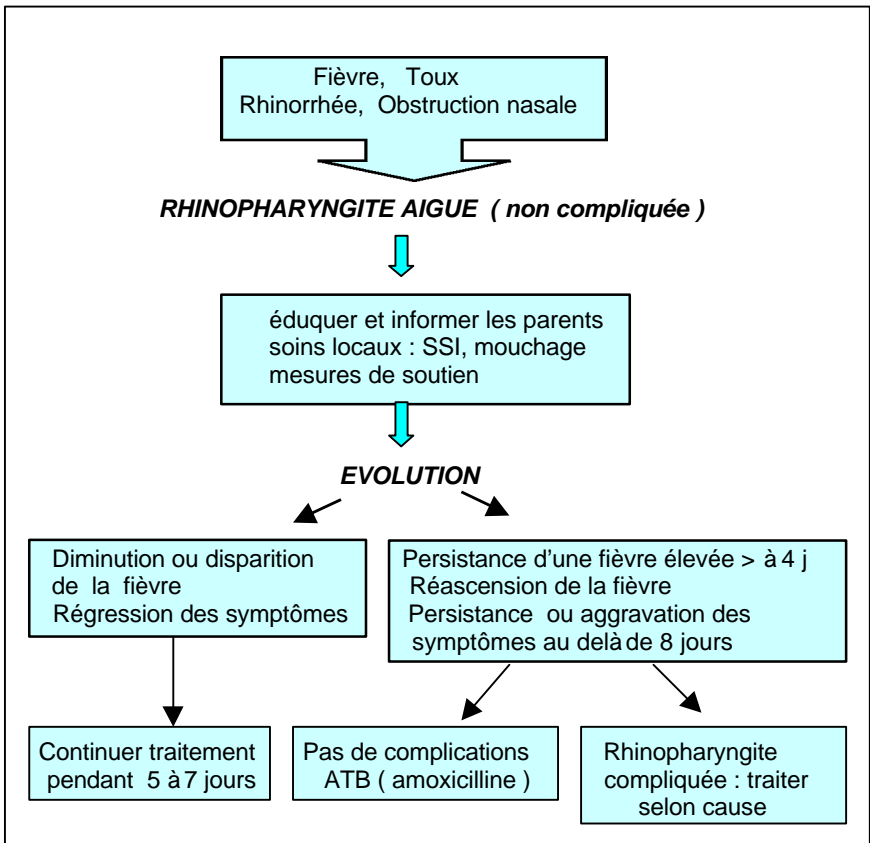 Fièvre, Toux
Rhinorrhée, Obstruction nasale
RHINOPHARYNGITE AIGUE ( non compliquée )
éduquer et informer les parents
soins locaux : SSI, mouchage
mesures de soutien
EVOLUTION
Diminution ou disparition
de la fièvre
Régression des symptômes
Persistance d'une fièvre élevée > à 4 j
Réascension de la fièvre
Persistance ou aggravation des
symptômes au delà de 8 jours
Continuer traitement
pendant 5 à 7 jours
Pas de complications
ATB ( amoxicilline )
Rhinopharyngite
compliquée : traiter
selon cause